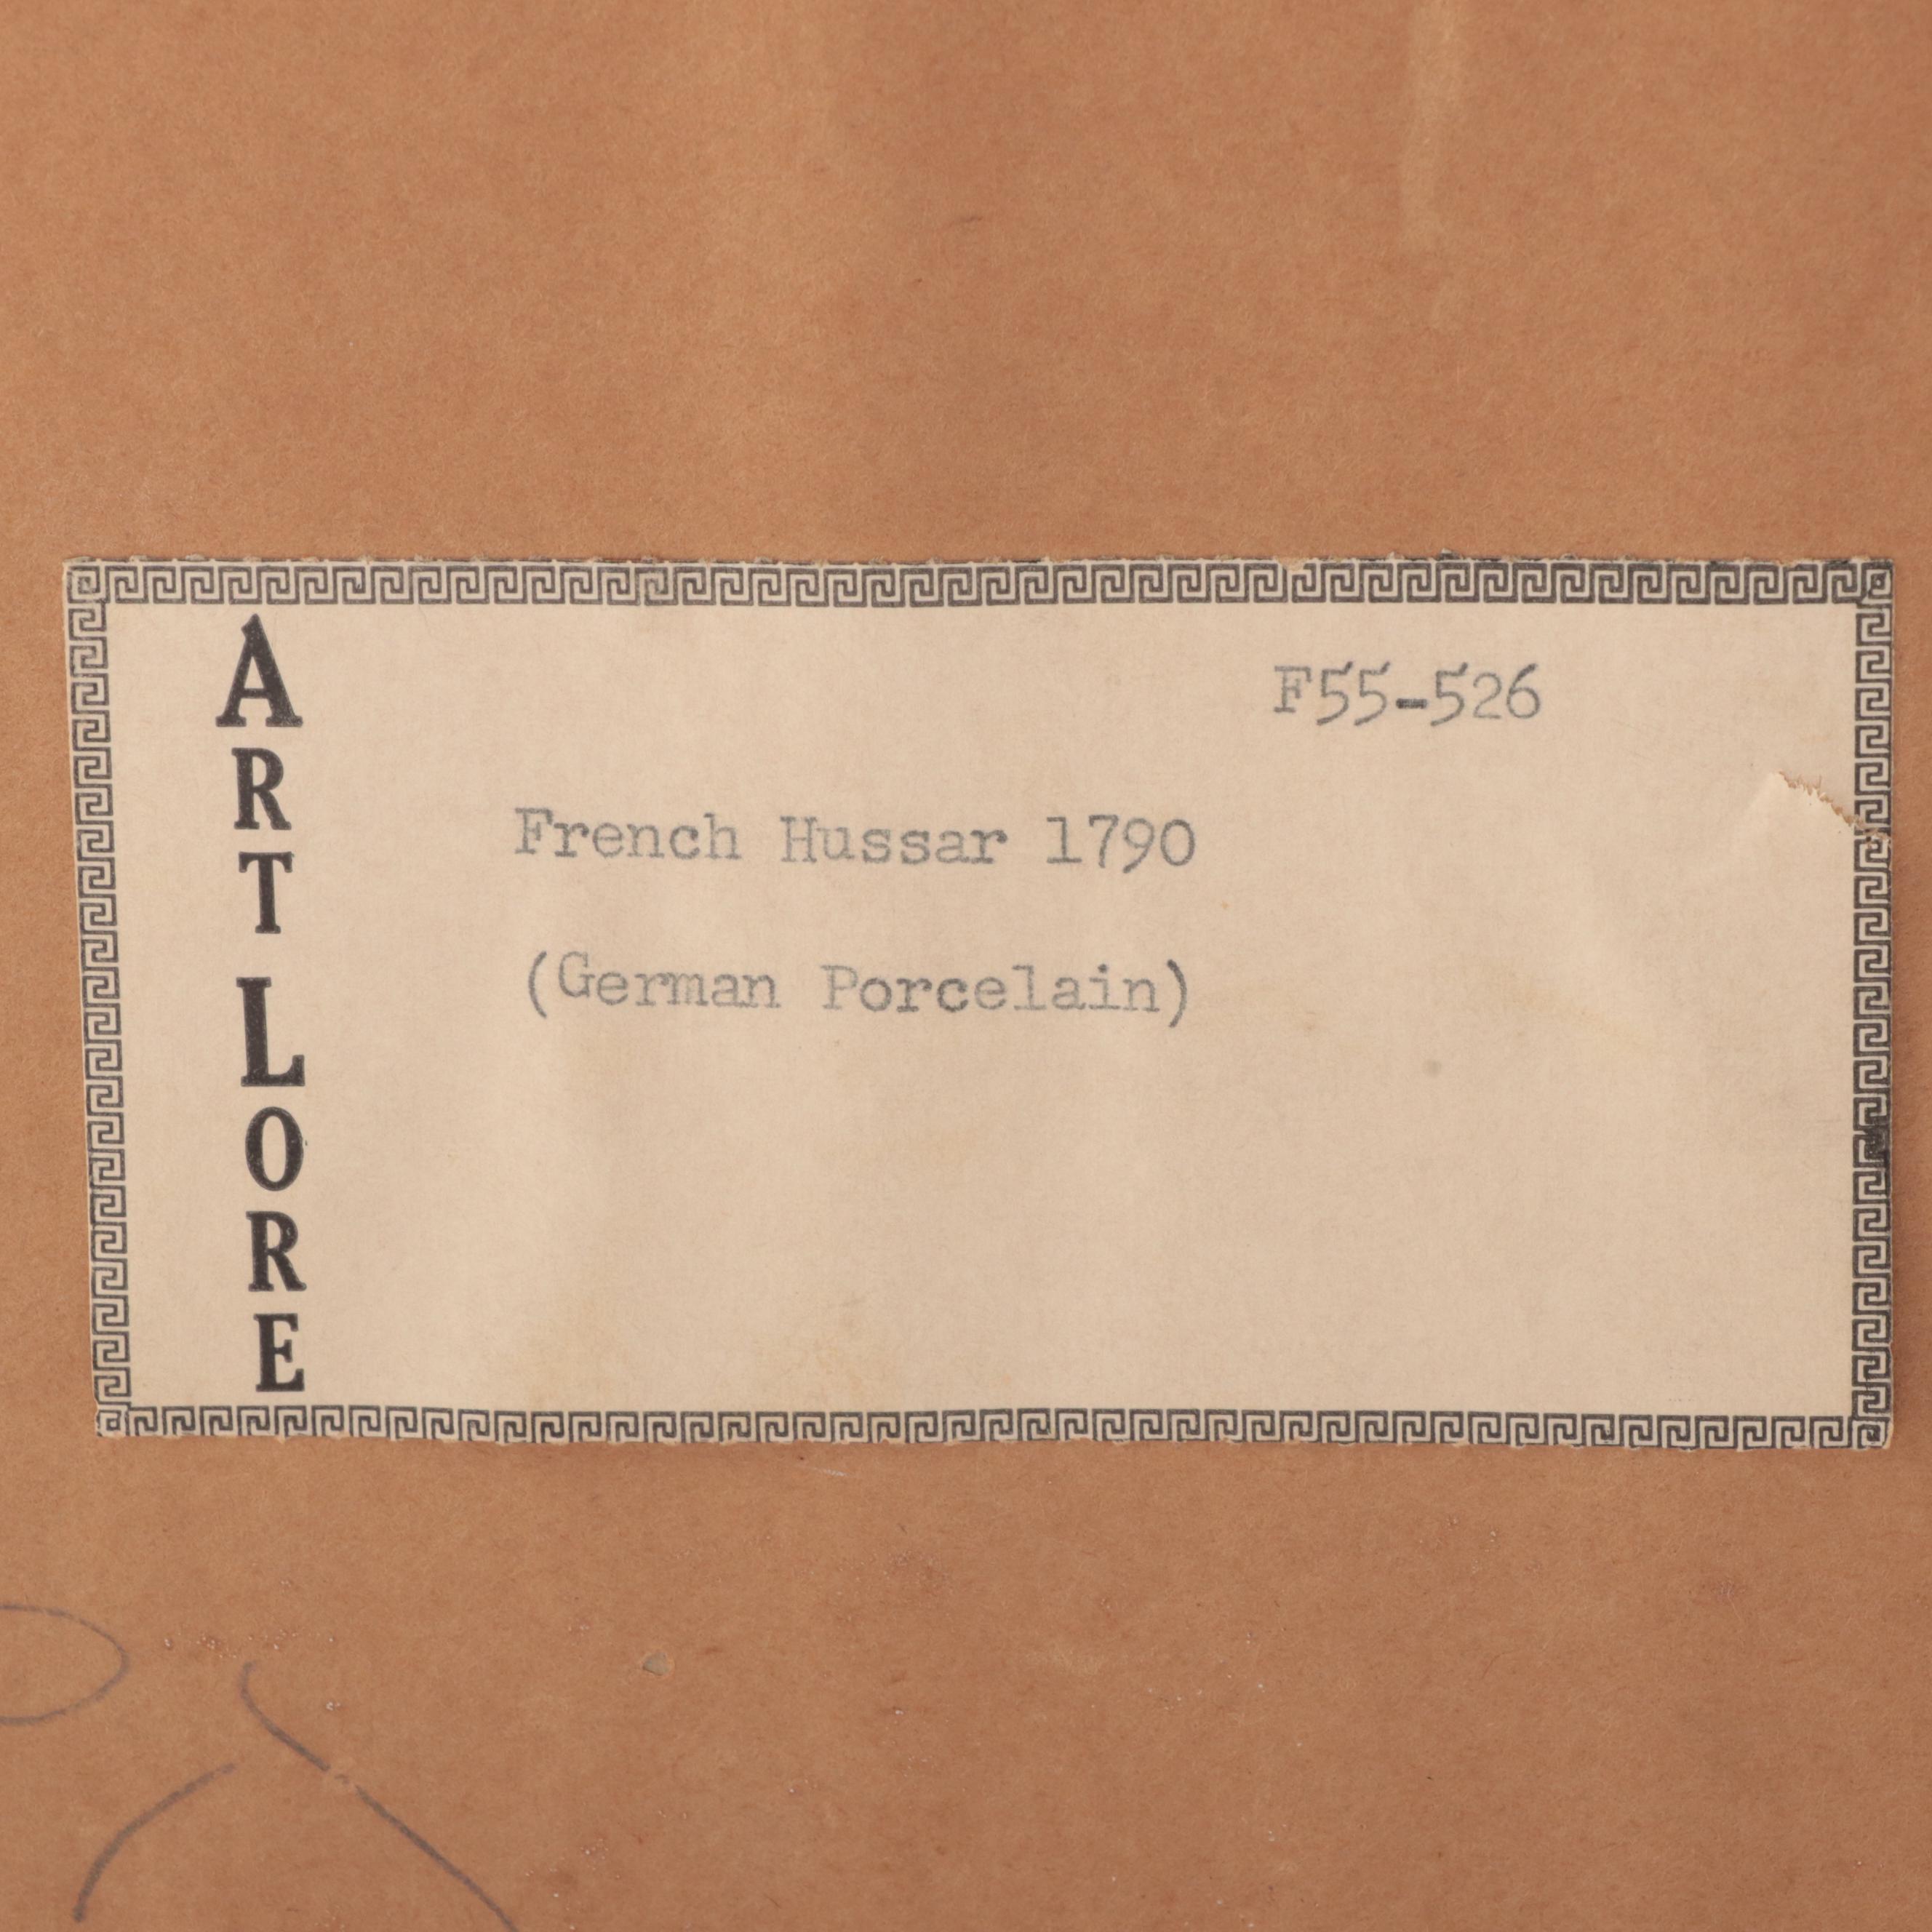 ART LORE
F55-526
French Hussar 1790
(German Porcelain)